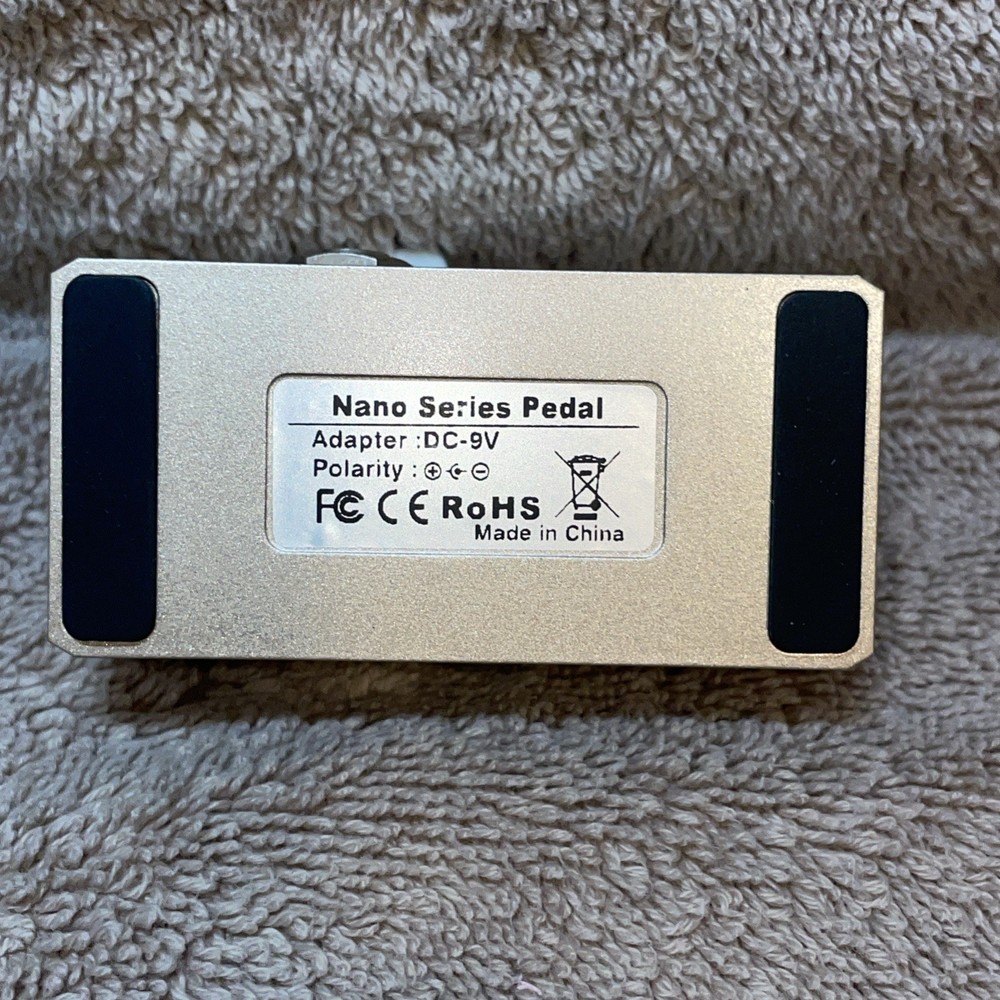 Nano Series Pedal
Adapter :DC-9V
Polarity :
FC CE RoHS
Made in China